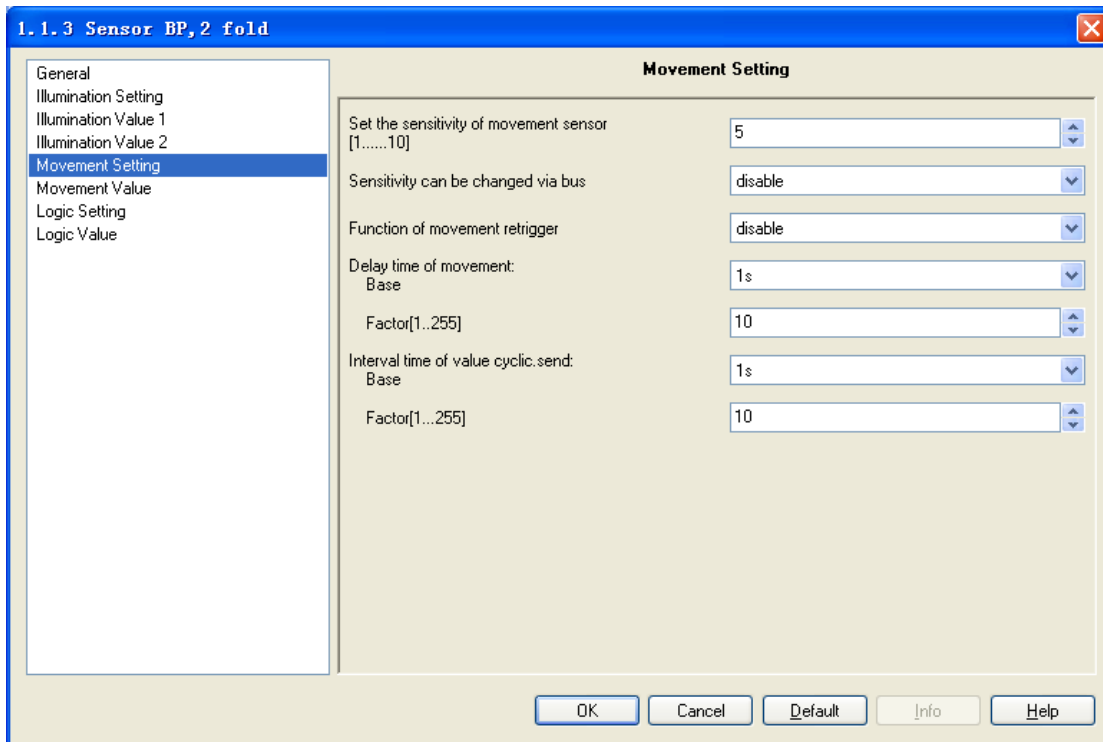 1.1.3 Sensor BP,2 fold
General
Illumination Setting
Illumination Value 1
Illumination Value 2
Movement Setting
Movement Value
Logic Setting
Logic Value
Movement Setting
Set the sensitivity of movement sensor
[1......10]
5
Sensitivity can be changed via bus
disable
Function of movement retrigger
disable
Delay time of movement:
Base
1s
Factor[1..255]
10
Interval time of value cyclic.send:
Base
1s
Factor[1...255]
10
OK
Cancel
Default
Info
Help